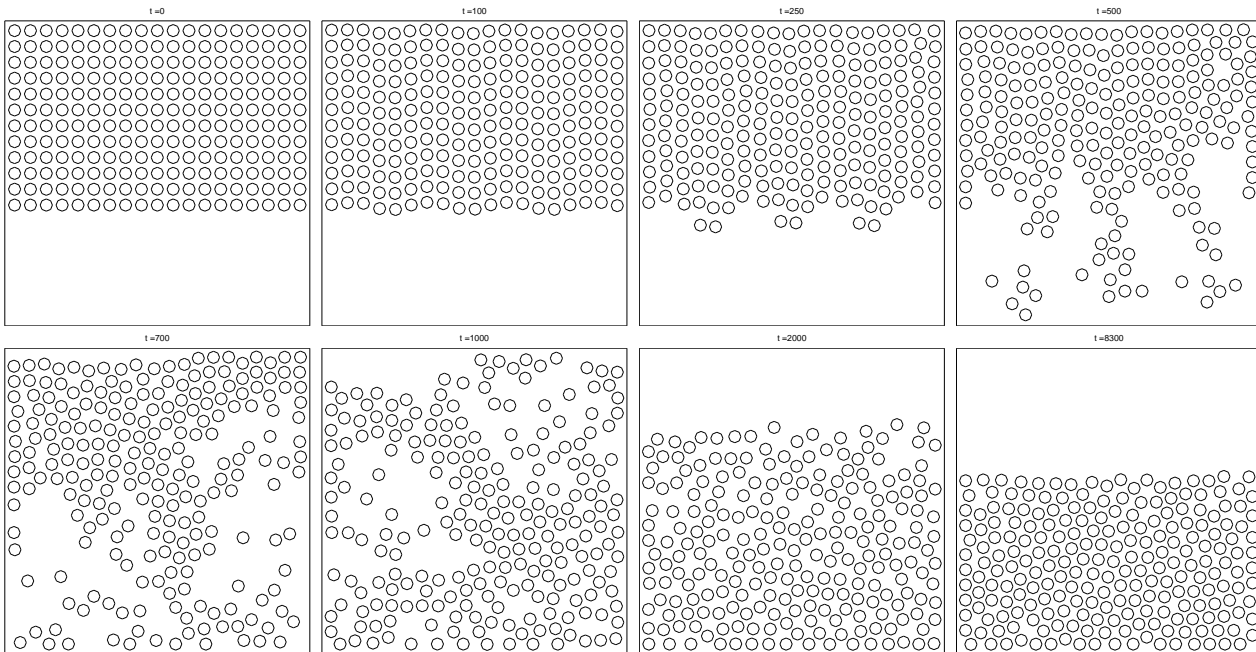 t =0
t =100
t =250
t =500
t =700
t =1000
t =2000
t =8300